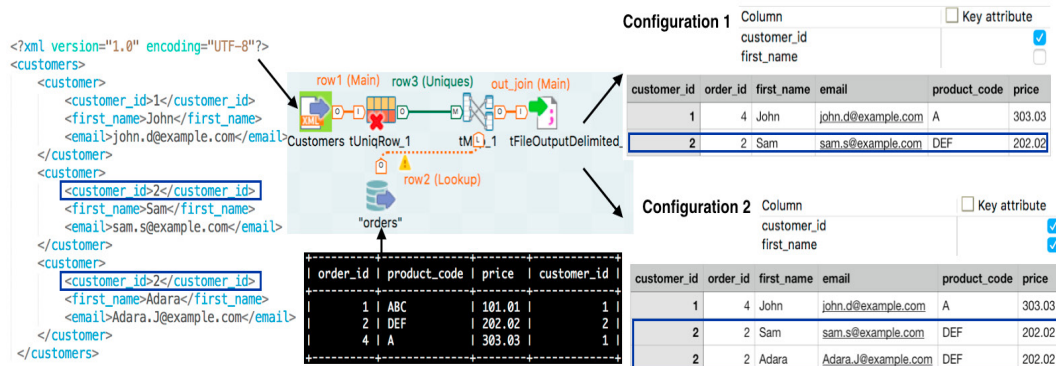 <?xml version="1.0" encoding="UTF-8"?>
<customers>
<customer>
<customer_id>1</customer_id>
<first_name>John</first_name>
<email>john.d@example.com</email>
</customer>
<customer>
<customer_id>2</customer_id>
<first_name>Sam</first_name>
<email>sam.s@example.com</email>
</customer>
<customer>
<customer_id>2</customer_id>
<first_name>Adara</first_name>
<email>Adara.J@example.com</email>
</customer>
</customers>
row1 (Main) row3 (Uniques) out_join (Main)
XML O I O M O I
Customers tUniqRow_1 tM _1 tFileOutputDelimited_
L
O
row2 (Lookup)
"orders"
| order_id | product_code | price | customer_id |
| 1 | ABC | 101.01 | 1 |
| 2 | DEF | 202.02 | 2 |
| 4 | A | 303.03 | 1 |
Configuration 1 Column Key attribute
customer_id
first_name
customer_id order_id first_name email product_code price
1 4 John john.d@example.com A 303.03
2 2 Sam sam.s@example.com DEF 202.02
Configuration 2 Column Key attribute
customer_id
first_name
customer_id order_id first_name email product_code price
1 4 John john.d@example.com A 303.03
2 2 Sam sam.s@example.com DEF 202.02
2 2 Adara Adara.J@example.com DEF 202.02